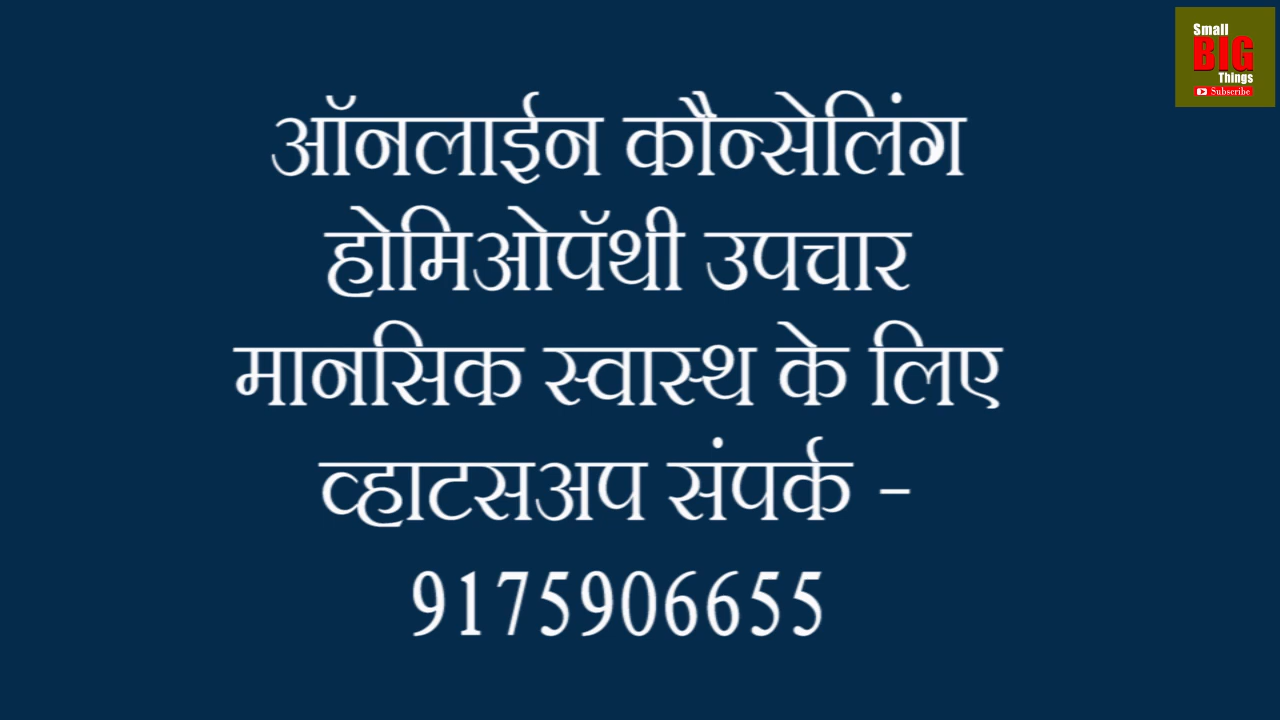 Small
BIG
Things
Subscribe
ऑनलाईन कौन्सेलिंग
होमिओपॅथी उपचार
मानसिक स्वास्थ के लिए
व्हाटसअप संपर्क -
9175906655